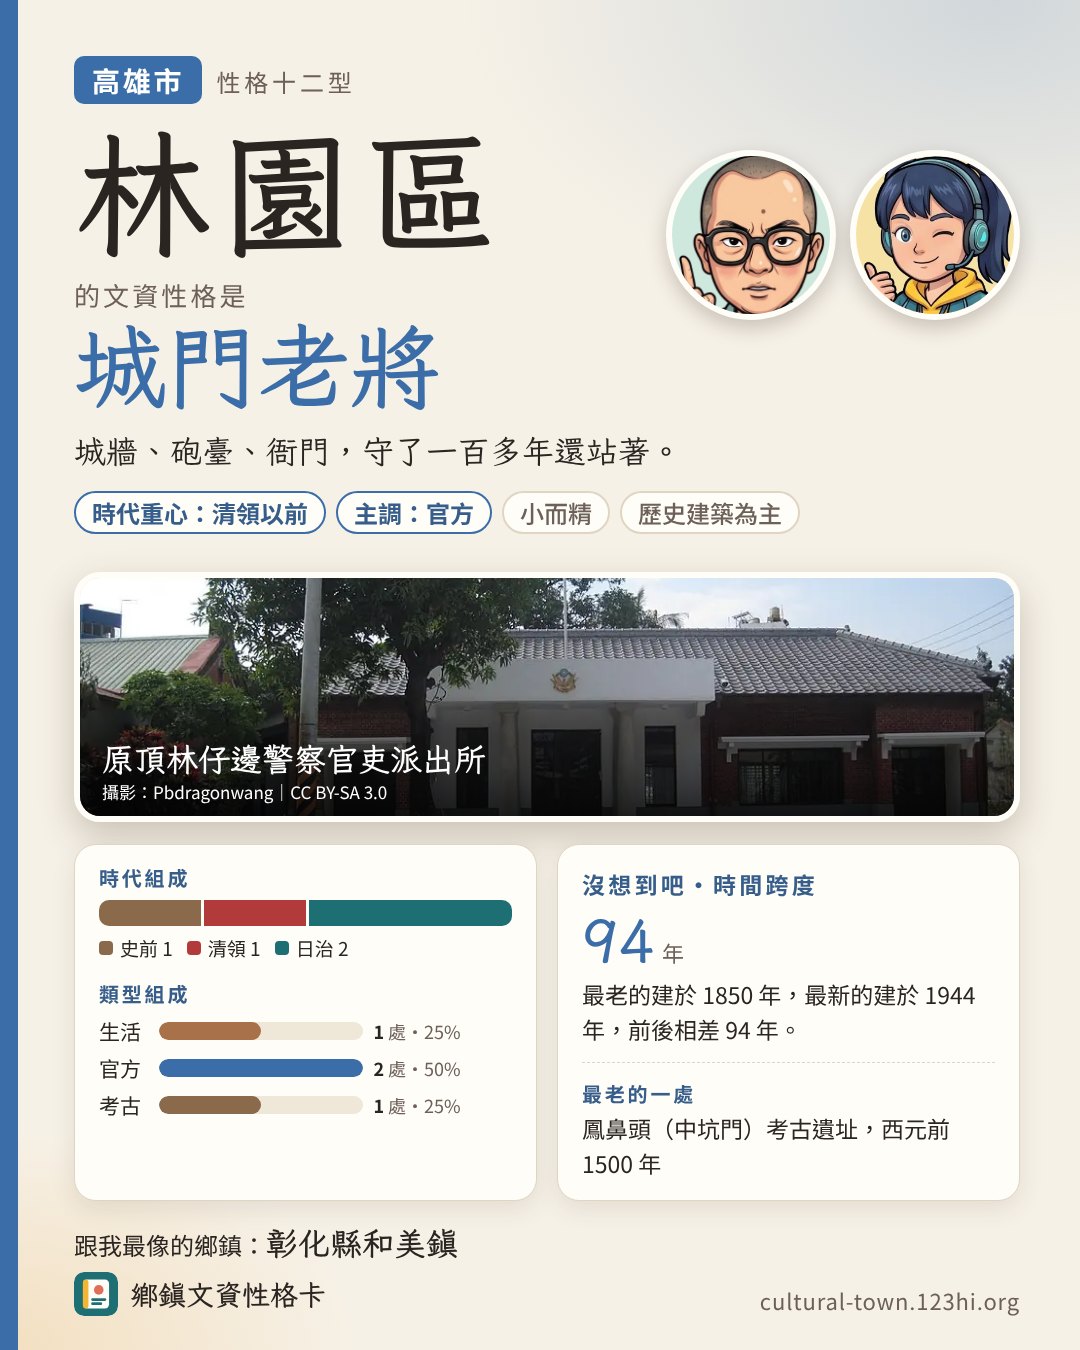 高雄市 性格十二型
林園區
的文資性格是
城門老將
城牆、砲臺、衙門，守了一百多年還站著。
時代重心：清領以前 主調：官方 小而精 歷史建築為主
原頂林仔邊警察官吏派出所
攝影：Pbdragonwang｜CC BY-SA 3.0
時代組成
史前 1 清領 1 日治 2
類型組成
生活 1 處・25%
官方 2 處・50%
考古 1 處・25%
沒想到吧・時間跨度
94 年
最老的建於 1850 年，最新的建於 1944
年，前後相差 94 年。
最老的一處
鳳鼻頭（中坑門）考古遺址，西元前
1500 年
跟我最像的鄉鎮：彰化縣和美鎮
鄉鎮文資性格卡
cultural-town.123hi.org